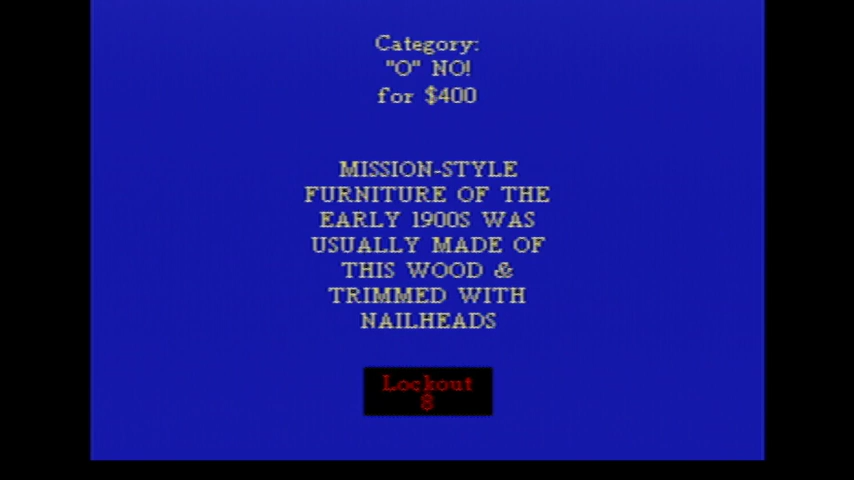 Category:
"O" NO!
for $400
MISSION-STYLE
FURNITURE OF THE
EARLY 1900S WAS
USUALLY MADE OF
THIS WOOD &
TRIMMED WITH
NAILHEADS
Lockout
8